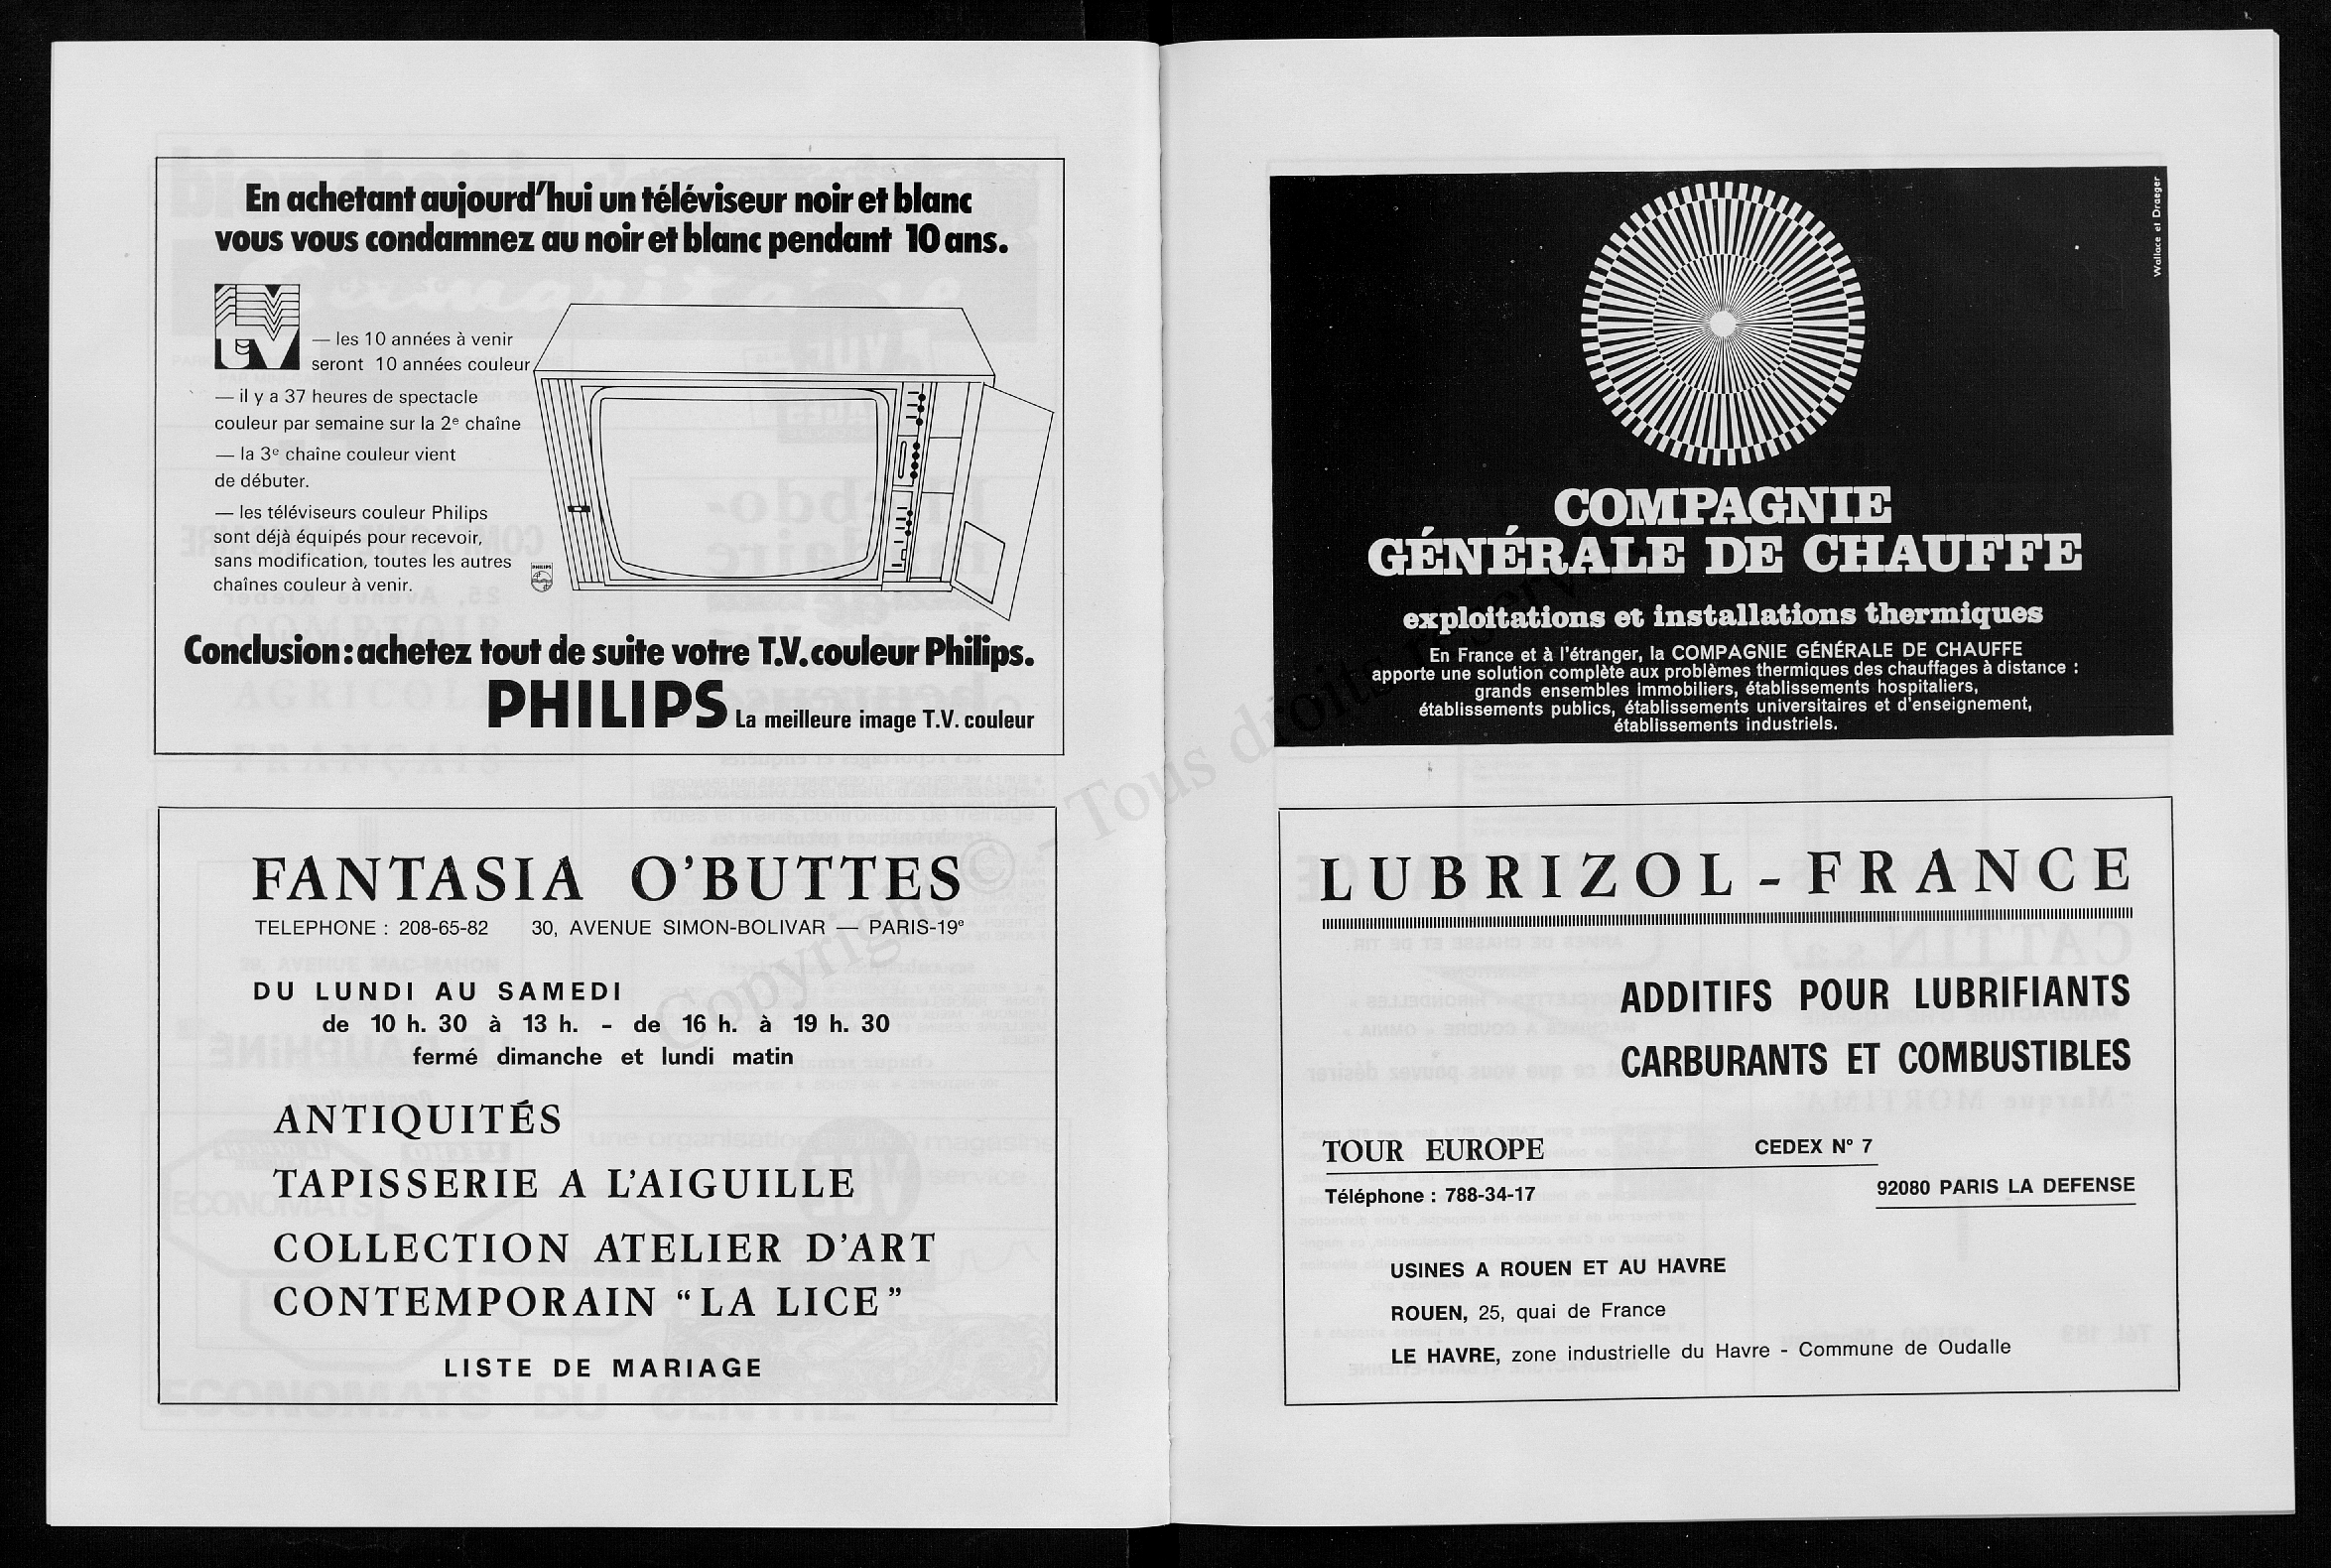 En achetant aujourd'hui un téléviseur noir et blanc
vous vous condamnez au noir et blanc pendant 10 ans.
tv
— les 10 années à venir
seront 10 années couleur
— il y a 37 heures de spectacle
couleur par semaine sur la 2e chaîne
— la 3e chaîne couleur vient
de débuter.
— les téléviseurs couleur Philips
sont déjà équipés pour recevoir,
sans modification, toutes les autres
chaînes couleur à venir.
PHILIPS
Conclusion : achetez tout de suite votre T.V. couleur Philips.
PHILIPS La meilleure image T.V. couleur
FANTASIA O'BUTTES
TELEPHONE : 208-65-82 30, AVENUE SIMON-BOLIVAR — PARIS-19e
DU LUNDI AU SAMEDI
de 10 h. 30 à 13 h. - de 16 h. à 19 h. 30
fermé dimanche et lundi matin
ANTIQUITÉS
TAPISSERIE A L'AIGUILLE
COLLECTION ATELIER D'ART
CONTEMPORAIN “LA LICE”
LISTE DE MARIAGE
Wallace et Draeger
COMPAGNIE
GÉNÉRALE DE CHAUFFE
exploitations et installations thermiques
En France et à l'étranger, la COMPAGNIE GÉNÉRALE DE CHAUFFE
apporte une solution complète aux problèmes thermiques des chauffages à distance :
grands ensembles immobiliers, établissements hospitaliers,
établissements publics, établissements universitaires et d'enseignement,
établissements industriels.
LUBRIZOL - FRANCE
ADDITIFS POUR LUBRIFIANTS
CARBURANTS ET COMBUSTIBLES
TOUR EUROPE CEDEX N° 7
Téléphone : 788-34-17 92080 PARIS LA DEFENSE
USINES A ROUEN ET AU HAVRE
ROUEN, 25, quai de France
LE HAVRE, zone industrielle du Havre - Commune de Oudalle
Copyright © - Tous droits réservés